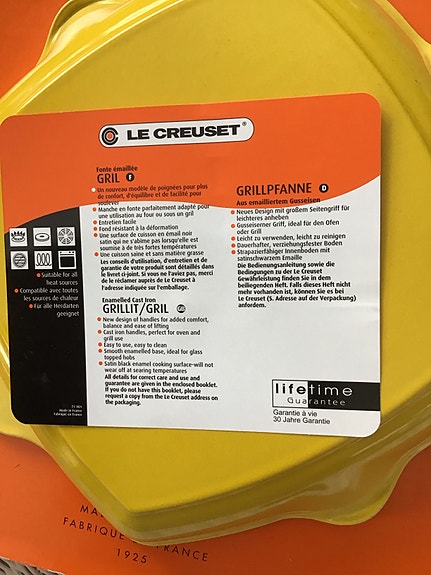 LE CREUSET®
Fonte émaillée
GRIL F
Un nouveau modèle de poignées pour plus
de confort, d'équilibre et de facilité pour
soulever
Manche en fonte parfaitement adapté pour
une utilisation au four ou sous un gril
Entretien facile
Fond résistant à la déformation
Une surface de cuisson en émail noir
satin qui ne s'abîme pas lorsqu'elle est
soumise à de très fortes températures
Une cuisson saine et sans matière grasse
Les conseils d'utilisation, d'entretien et de
garantie de votre produit sont détaillés dans
le livret ci-joint. Si vous ne l'aviez pas, merci
de le réclamer auprès de Le Creuset à
l'adresse indiquée sur l'emballage.
Enamelled Cast Iron
GRILLIT/GRIL GB
New design of handles for added comfort,
balance and ease of lifting
Cast iron handles, perfect for oven and
grill use
Easy to use, easy to clean
Smooth enamelled base, ideal for glass
topped hobs
Satin black enamel cooking surface-will not
wear off at searing temperatures
All details for correct care and use and
guarantee are given in the enclosed booklet.
If you do not have this booklet, please
request a copy from the Le Creuset address on
the packaging.
GRILLPFANNE D
Aus emailliertem Gusseisen
Neues Design mit großem Seitengriff für
leichteres anheben
Gusseiserner Griff, ideal für den Ofen
oder Grill
Leicht zu verwenden, leicht zu reinigen
Dauerhafter, verziehungsfester Boden
Strapazierfähiger Innenboden mit
satinschwarzem Emaille
Die Bedienungsanleitung sowie die
Bedingungen zu der Le Creuset
Gewährleistung finden Sie in dem
beiliegenden Heft. Falls dieses Heft nicht
mehr vorhanden ist, können Sie es bei
Le Creuset (S. Adresse auf der Verpackung)
anfordern.
Suitable for all
heat sources
Compatible avec toutes
les sources de chaleur
Für alle Herdarten
geeignet
Made in France
Fabriqué en France
lifetime
Guarantee
Garantie à vie
30 Jahre Garantie
FABRIQUE
FRANCE
1925